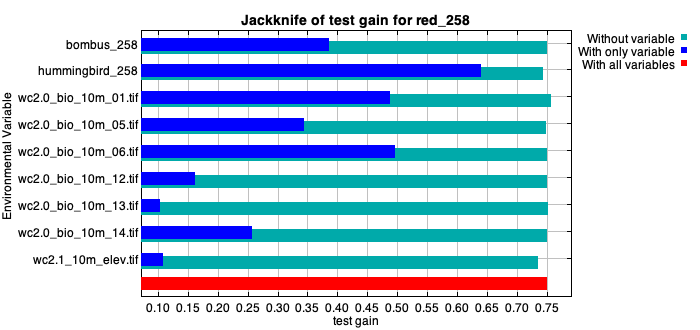 Jackknife of test gain for red_258
Without variable
With only variable
With all variables
Environmental Variable
bombus_258
hummingbird_258
wc2.0_bio_10m_01.tif
wc2.0_bio_10m_05.tif
wc2.0_bio_10m_06.tif
wc2.0_bio_10m_12.tif
wc2.0_bio_10m_13.tif
wc2.0_bio_10m_14.tif
wc2.1_10m_elev.tif
0.10 0.15 0.20 0.25 0.30 0.35 0.40 0.45 0.50 0.55 0.60 0.65 0.70 0.75
test gain